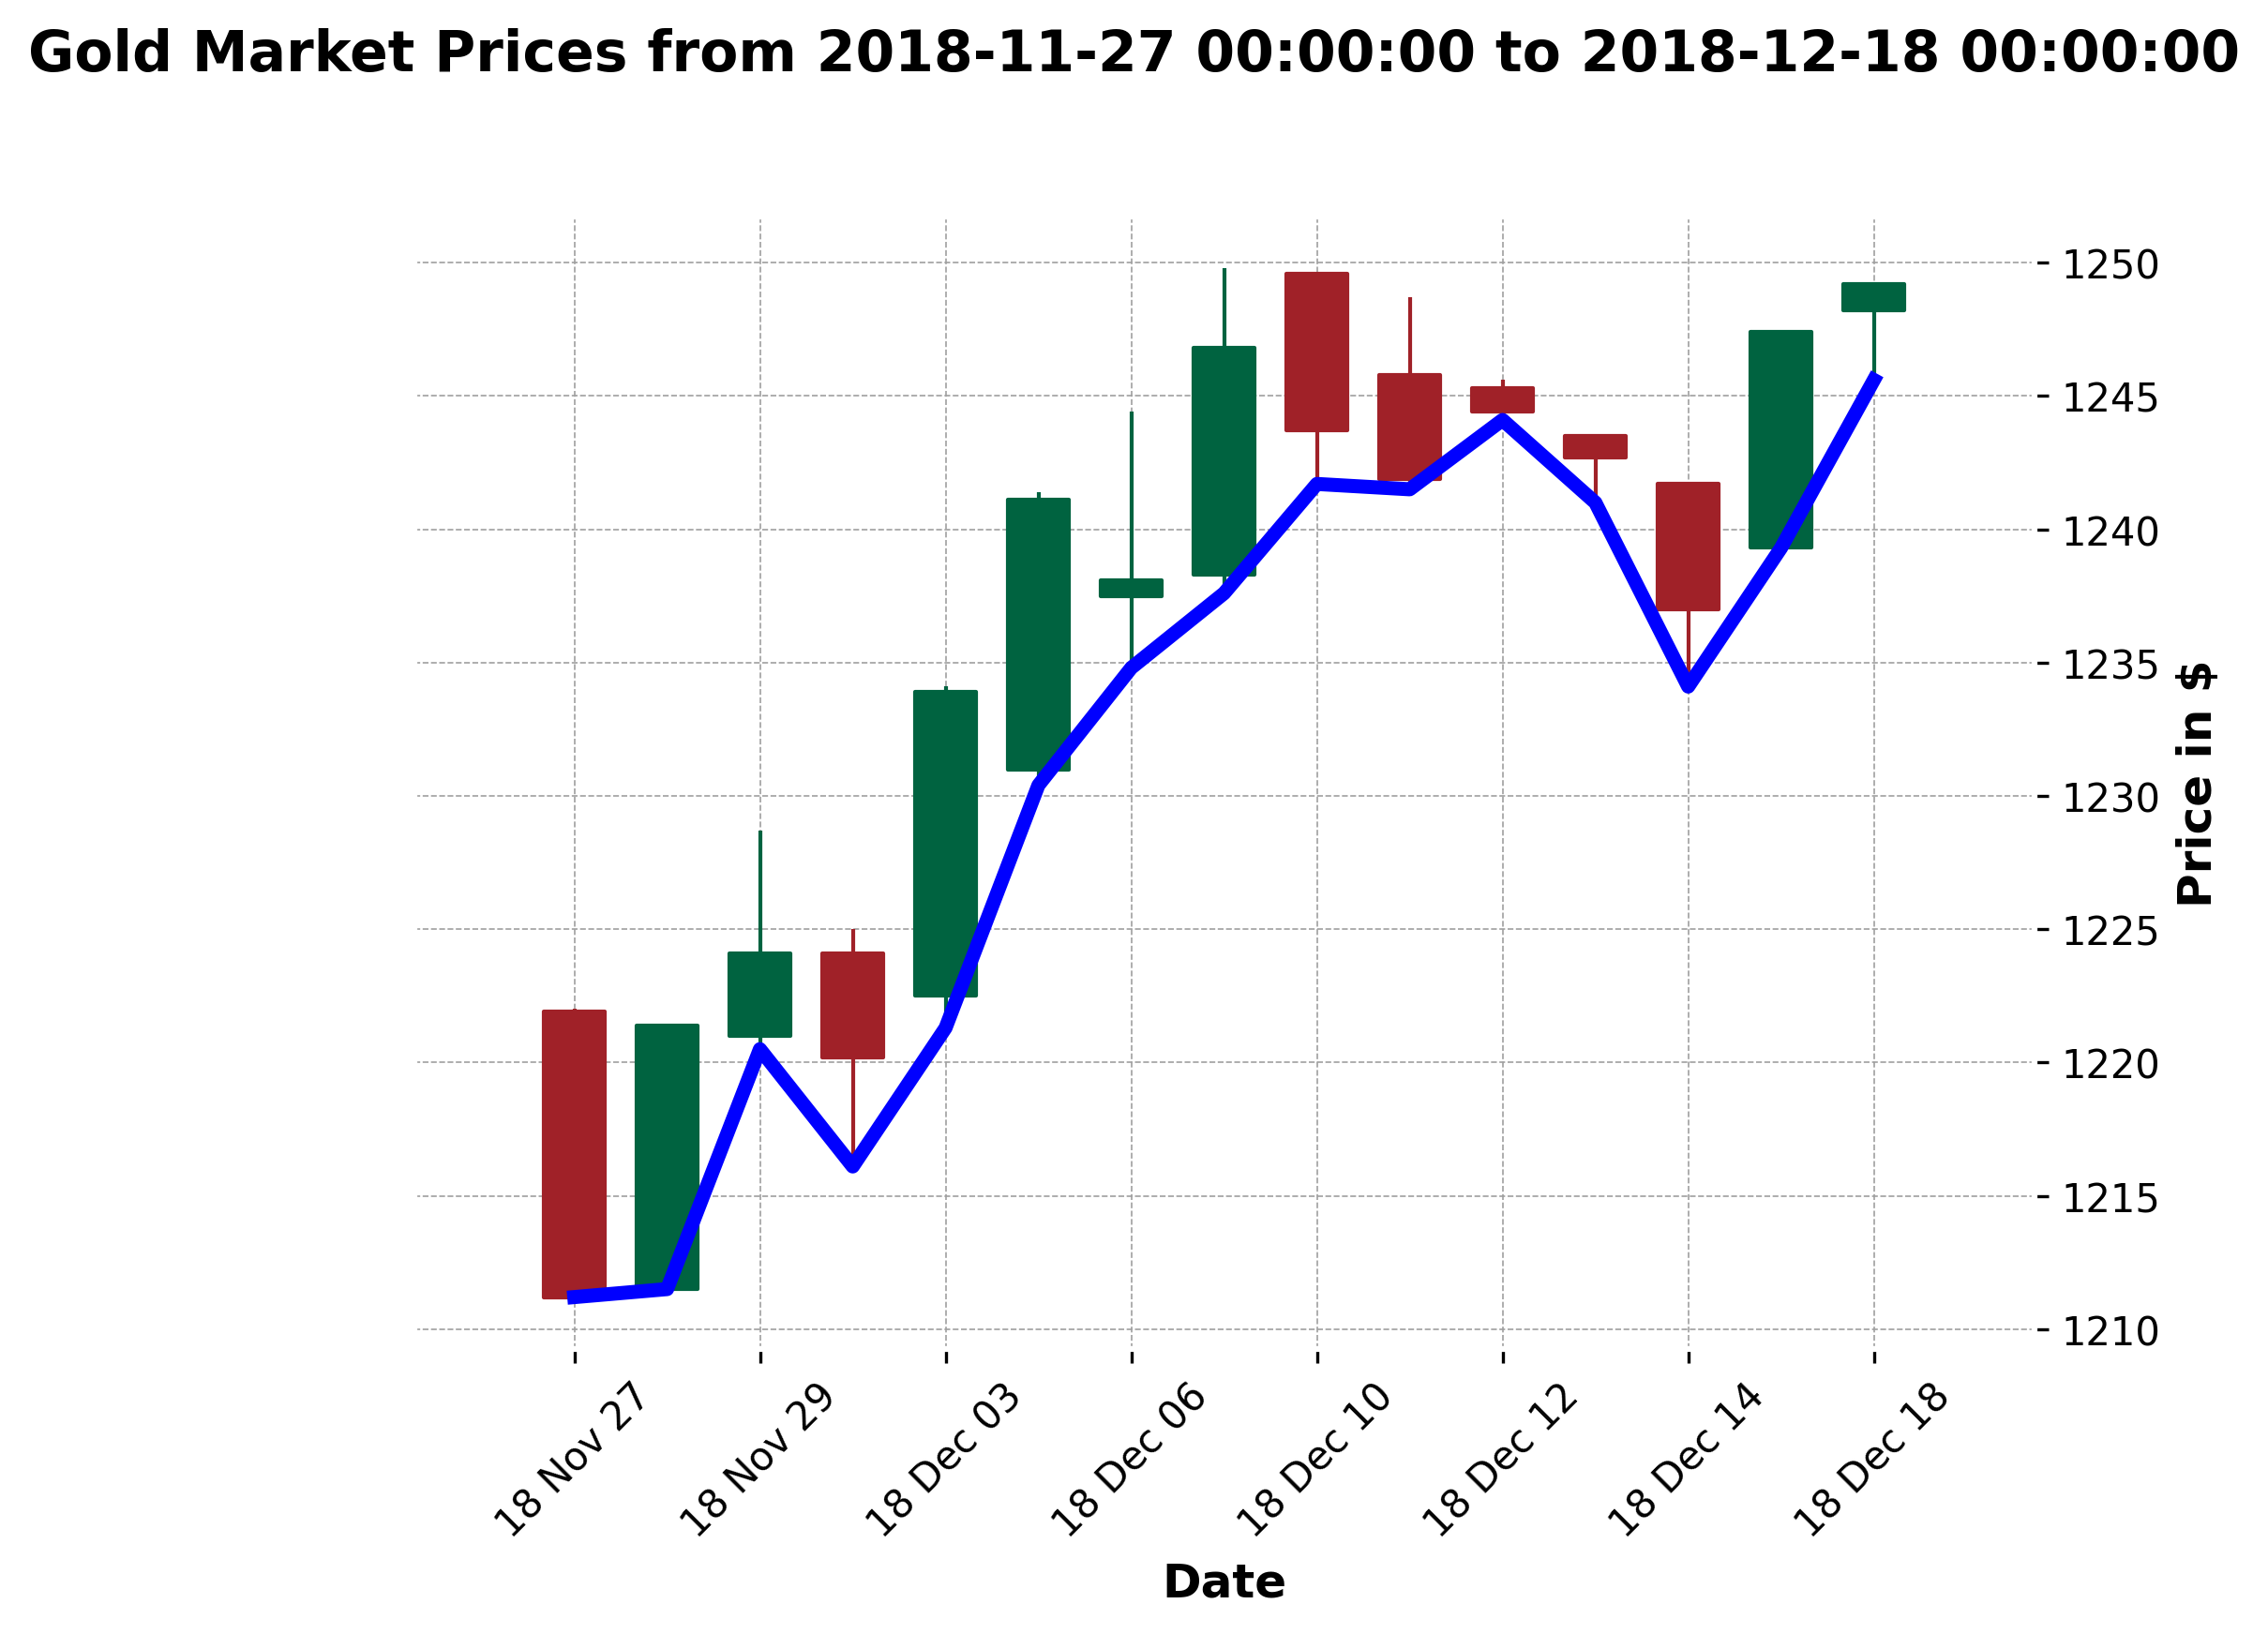 Gold Market Prices from 2018-11-27 00:00:00 to 2018-12-18 00:00:00
1250
1245
1240
1235
1230
1225
1220
1215
1210
Price in $
18 Nov 27
18 Nov 29
18 Dec 03
18 Dec 06
18 Dec 10
18 Dec 12
18 Dec 14
18 Dec 18
Date